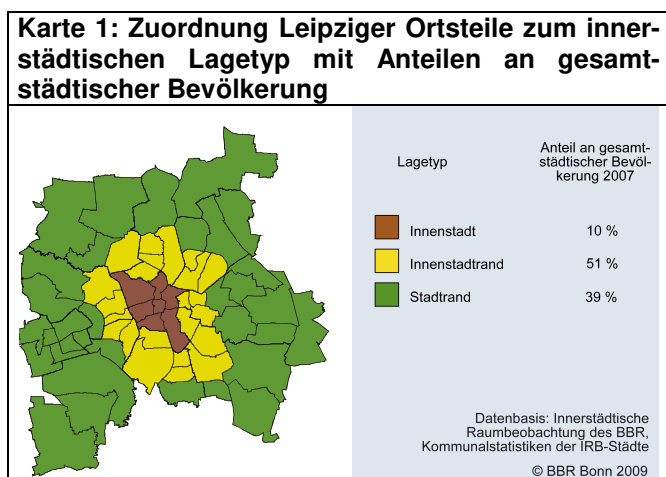 Karte 1: Zuordnung Leipziger Ortsteile zum inner-
städtischen Lagetyp mit Anteilen an gesamt-
städtischer Bevölkerung
Lagetyp
Anteil an gesamt-
städtischer Bevöl-
kerung 2007
Innenstadt 10 %
Innenstadtrand 51 %
Stadtrand 39 %
Datenbasis: Innerstädtische
Raumbeobachtung des BBR,
Kommunalstatistiken der IRB-Städte
© BBR Bonn 2009